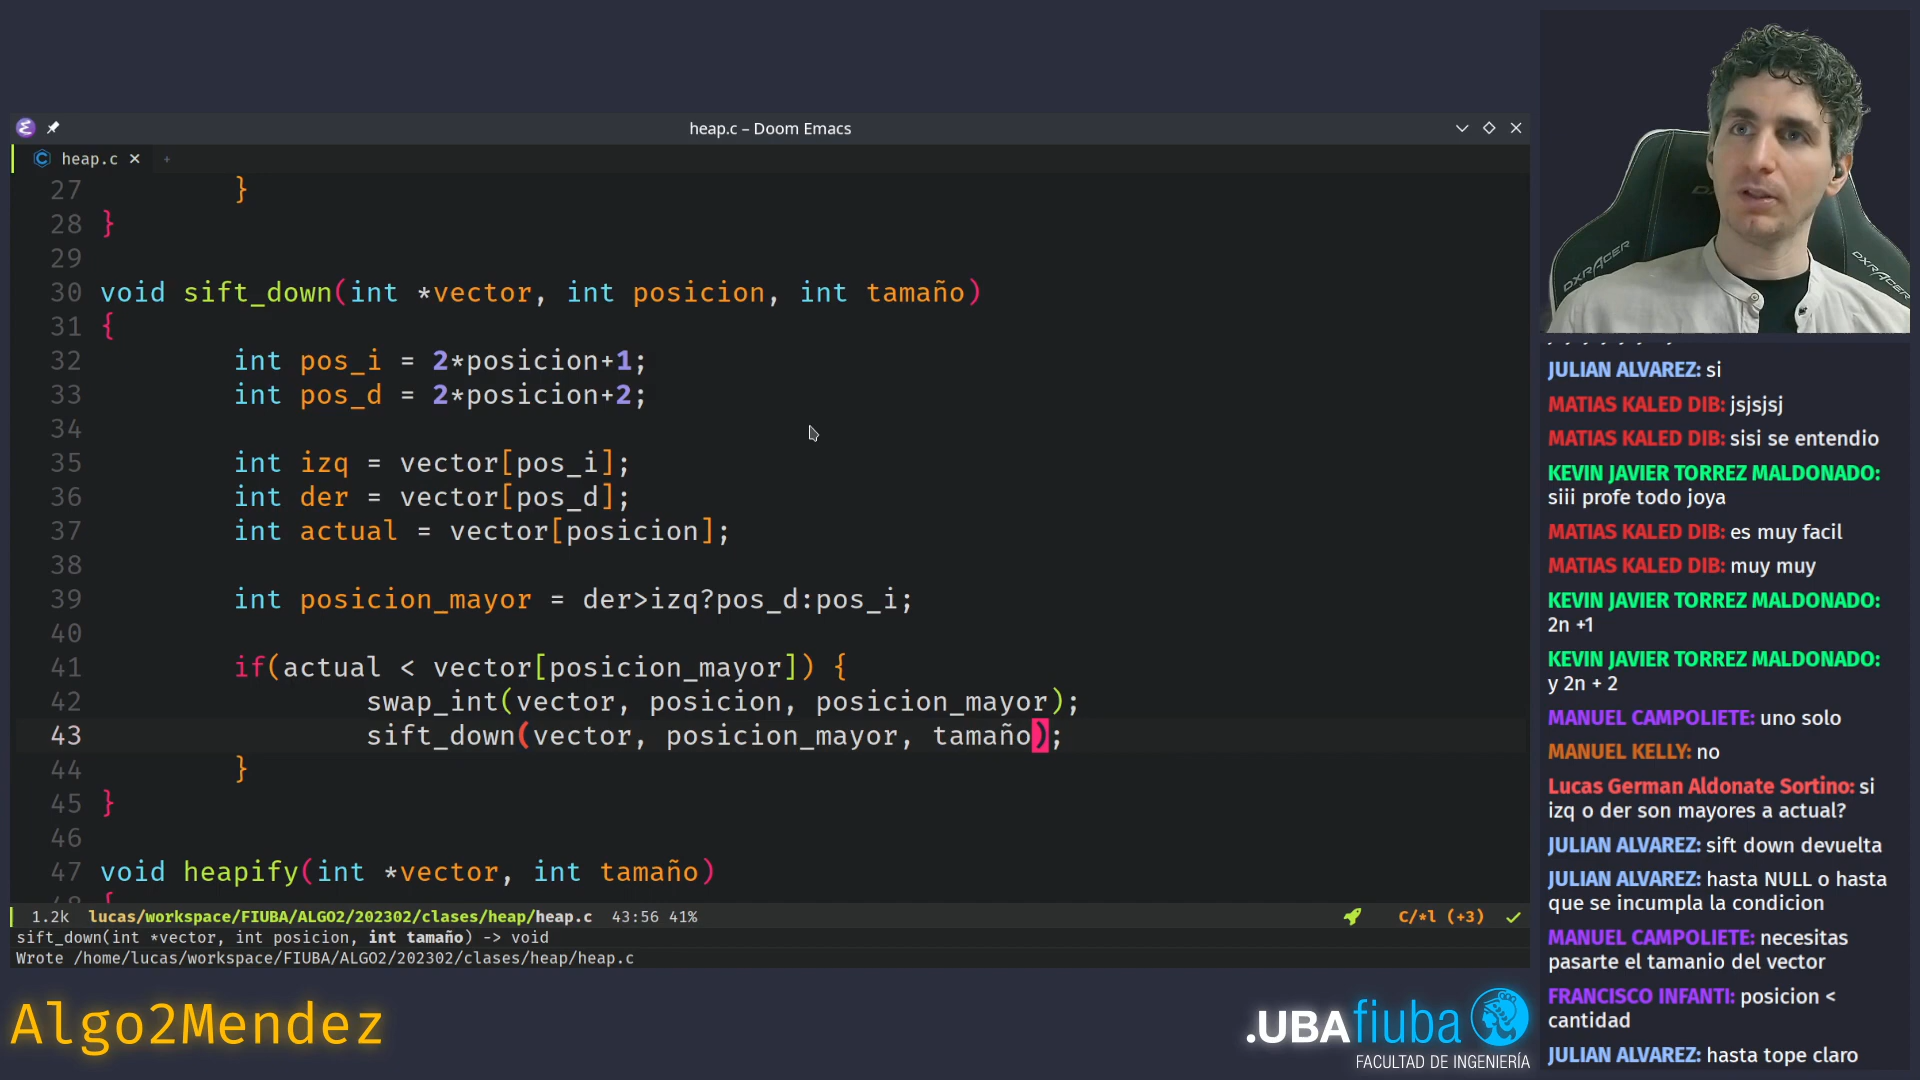 heap.c – Doom Emacs
heap.c
27 }
28 }
29
30 void sift_down(int *vector, int posicion, int tamaño)
31 {
32 int pos_i = 2*posicion+1;
33 int pos_d = 2*posicion+2;
34
35 int izq = vector[pos_i];
36 int der = vector[pos_d];
37 int actual = vector[posicion];
38
39 int posicion_mayor = der>izq?pos_d:pos_i;
40
41 if(actual < vector[posicion_mayor]) {
42 swap_int(vector, posicion, posicion_mayor);
43 sift_down(vector, posicion_mayor, tamaño);
44 }
45 }
46
47 void heapify(int *vector, int tamaño)
1.2k lucas/workspace/FIUBA/ALGO2/202302/clases/heap/heap.c 43:56 41% C/*l (+3)
sift_down(int *vector, int posicion, int tamaño) -> void
Wrote /home/lucas/workspace/FIUBA/ALGO2/202302/clases/heap/heap.c
DXRACER
DXRACER
JULIAN ALVAREZ: si
MATIAS KALED DIB: jsjsjsj
MATIAS KALED DIB: sisi se entendio
KEVIN JAVIER TORREZ MALDONADO:
siii profe todo joya
MATIAS KALED DIB: es muy facil
MATIAS KALED DIB: muy muy
KEVIN JAVIER TORREZ MALDONADO:
2n +1
KEVIN JAVIER TORREZ MALDONADO:
y 2n + 2
MANUEL CAMPOLIETE: uno solo
MANUEL KELLY: no
Lucas German Aldonate Sortino: si
izq o der son mayores a actual?
JULIAN ALVAREZ: sift down devuelta
JULIAN ALVAREZ: hasta NULL o hasta
que se incumpla la condicion
MANUEL CAMPOLIETE: necesitas
pasarte el tamanio del vector
FRANCISCO INFANTI: posicion <
cantidad
JULIAN ALVAREZ: hasta tope claro
Algo2Mendez
.UBAfiuba
FACULTAD DE INGENIERÍA